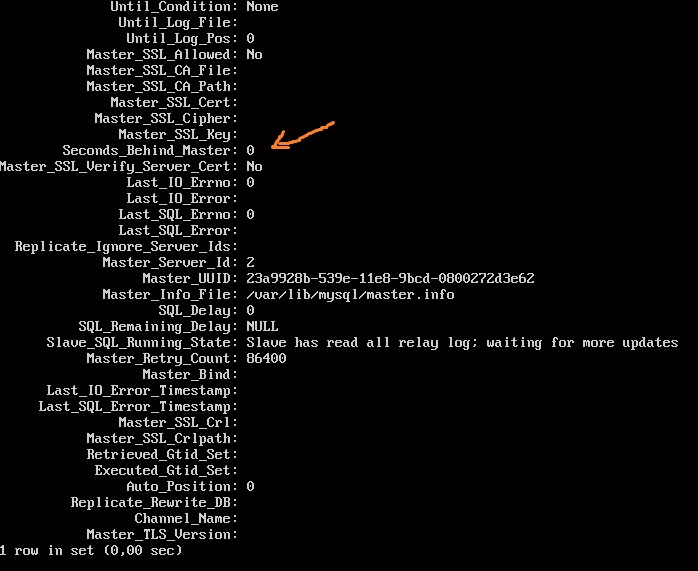 Until_Condition: None
Until_Log_File:
Until_Log_Pos: 0
Master_SSL_Allowed: No
Master_SSL_CA_File:
Master_SSL_CA_Path:
Master_SSL_Cert:
Master_SSL_Cipher:
Master_SSL_Key:
Seconds_Behind_Master: 0
Master_SSL_Verify_Server_Cert: No
Last_IO_Errno: 0
Last_IO_Error:
Last_SQL_Errno: 0
Last_SQL_Error:
Replicate_Ignore_Server_Ids:
Master_Server_Id: 2
Master_UUID: 23a9928b-539e-11e8-9bcd-0800272d3e62
Master_Info_File: /var/lib/mysql/master.info
SQL_Delay: 0
SQL_Remaining_Delay: NULL
Slave_SQL_Running_State: Slave has read all relay log; waiting for more updates
Master_Retry_Count: 86400
Master_Bind:
Last_IO_Error_Timestamp:
Last_SQL_Error_Timestamp:
Master_SSL_Crl:
Master_SSL_Crlpath:
Retrieved_Gtid_Set:
Executed_Gtid_Set:
Auto_Position: 0
Replicate_Rewrite_DB:
Channel_Name:
Master_TLS_Version:
1 row in set (0,00 sec)